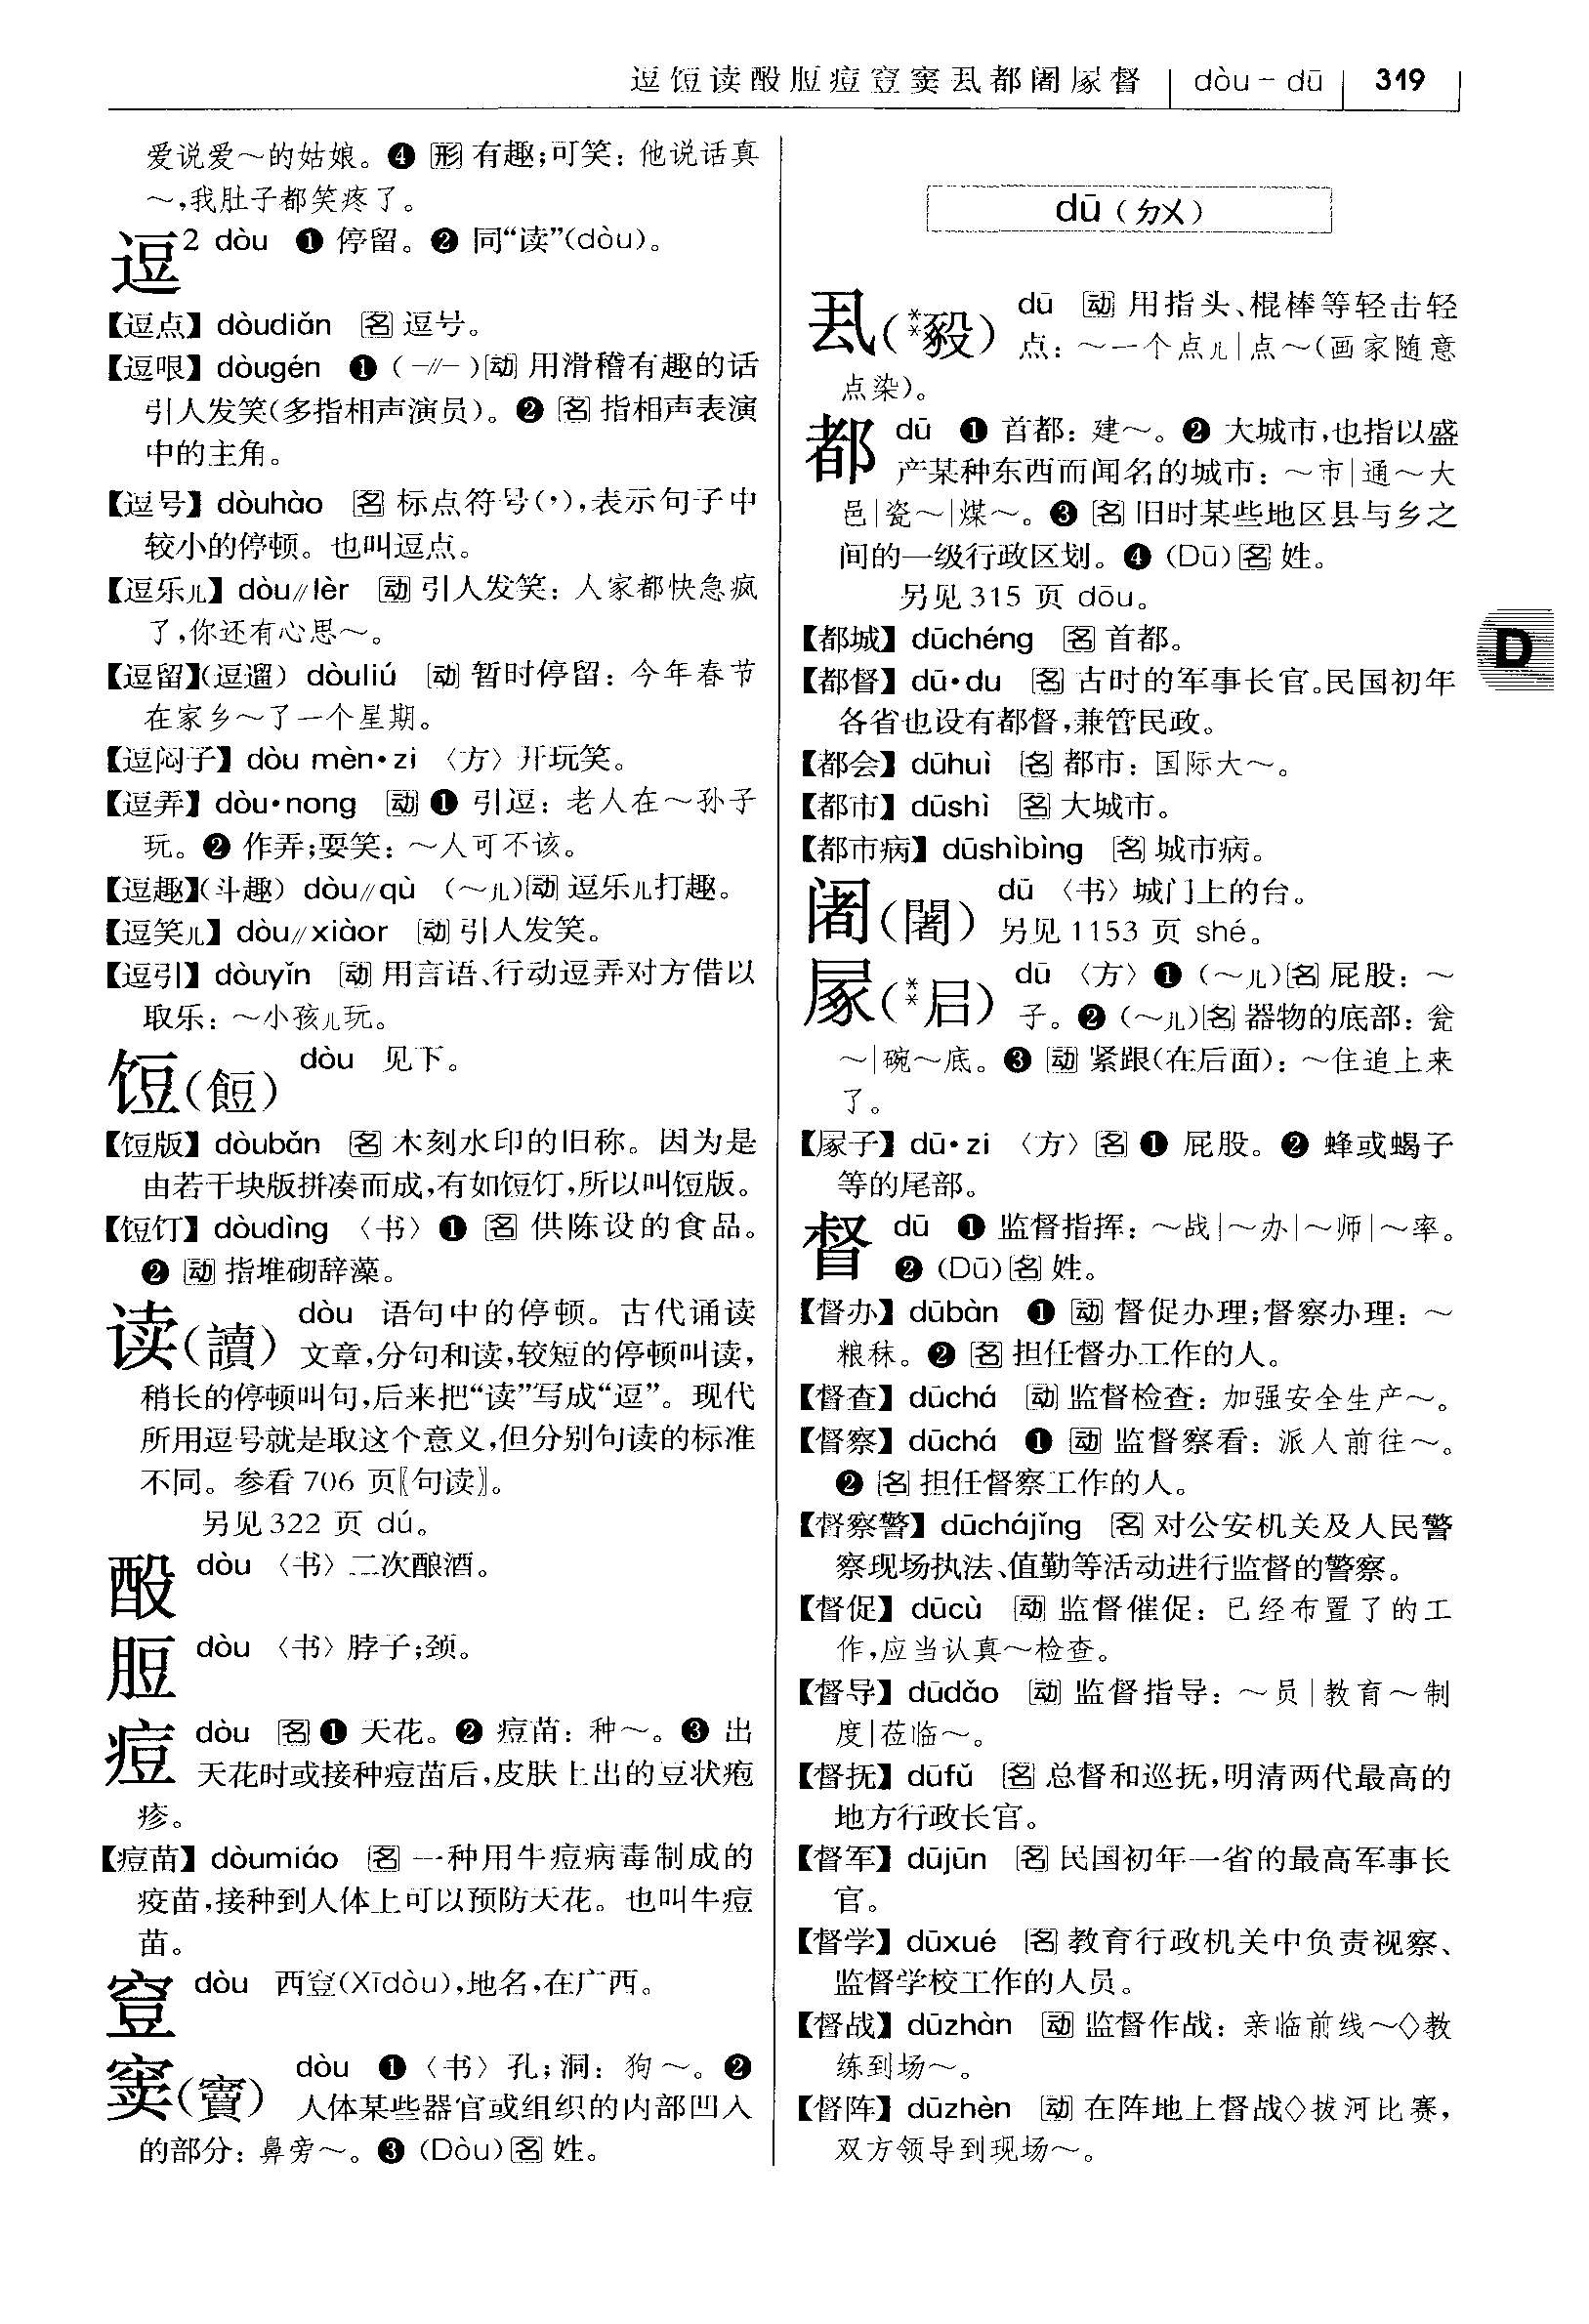 逗饾读酘脰痘䇺窦㞘都阇㞘督 dòu－dū 319
爱说爱～的姑娘。❹ 形 有趣;可笑：他说话真
～,我肚子都笑疼了。
逗² dòu ❶ 停留。❷ 同“读”(dòu)。
【逗点】dòudiǎn 名 逗号。
【逗哏】dòugén ❶ (-//-)动 用滑稽有趣的话
引人发笑(多指相声演员)。❷ 名 指相声表演
中的主角。
【逗号】dòuhào 名 标点符号(,),表示句子中
较小的停顿。也叫逗点。
【逗乐儿】dòu//lèr 动 引人发笑：人家都快急疯
了,你还有心思～。
【逗留】(逗遛) dòuliú 动 暂时停留：今年春节
在家乡～了一个星期。
【逗闷子】dòu mèn·zi 〈方〉开玩笑。
【逗弄】dòu·nong 动 ❶ 引逗：老人在～孙子
玩。❷ 作弄;耍笑：～人可不该。
【逗趣】(斗趣) dòu//qù (～儿)动 逗乐儿打趣。
【逗笑儿】dòu//xiàor 动 引人发笑。
【逗引】dòuyǐn 动 用言语、行动逗弄对方借以
取乐：～小孩儿玩。
饾(餖) dòu 见下。
【饾版】dòubǎn 名 木刻水印的旧称。因为是
由若干块版拼凑而成,有如饾饤,所以叫饾版。
【饾饤】dòudìng 〈书〉❶ 名 供陈设的食品。
❷ 动 指堆砌辞藻。
读(讀) dòu 语句中的停顿。古代诵读
文章,分句和读,较短的停顿叫读,
稍长的停顿叫句,后来把“读”写成“逗”。现代
所用逗号就是取这个意义,但分别句读的标准
不同。参看 706 页〖句读〗。
另见 322 页 dú。
酘 dòu 〈书〉二次酿酒。
脰 dòu 〈书〉脖子;颈。
痘 dòu 名 ❶ 天花。❷ 痘苗：种～。❸ 出
天花时或接种痘苗后,皮肤上出的豆状疱
疹。
【痘苗】dòumiáo 名 一种用牛痘病毒制成的
疫苗,接种到人体上可以预防天花。也叫牛痘
苗。
䇺 dòu 西䇺(Xīdòu),地名,在广西。
窦(竇) dòu ❶〈书〉孔;洞：狗～。❷
人体某些器官或组织的内部凹入
的部分：鼻旁～。❸ (Dòu)名 姓。
dū（ㄉㄨ）
dū 动 用指头、棍棒等轻击轻
点：～一个点儿|点～(画家随意
点染)。
都 dū ❶ 首都：建～。❷ 大城市,也指以盛
产某种东西而闻名的城市：～市|通～大
邑|瓷～|煤～。❸ 名 旧时某些地区县与乡之
间的一级行政区划。❹ (Dū)名 姓。
另见 315 页 dōu。
【都城】dūchéng 名 首都。
【都督】dū·du 名 古时的军事长官。民国初年
各省也设有都督,兼管民政。
【都会】dūhuì 名 都市：国际大～。
【都市】dūshì 名 大城市。
【都市病】dūshìbìng 名 城市病。
阇(闍) dū 〈书〉城门上的台。
另见 1153 页 shé。
dū 〈方〉❶ (～儿)名 屁股：～
子。❷ (～儿)名 器物的底部：瓮
～|碗～底。❸ 动 紧跟(在后面)：～住追上来
了。
dū·zi 〈方〉名 ❶ 屁股。❷ 蜂或蝎子
等的尾部。
督 dū ❶ 监督指挥：～战|～办|～师|～率。
❷ (Dū)名 姓。
【督办】dūbàn ❶ 动 督促办理;督察办理：～
粮秣。❷ 名 担任督办工作的人。
【督查】dūchá 动 监督检查：加强安全生产～。
【督察】dūchá ❶ 动 监督察看：派人前往～。
❷ 名 担任督察工作的人。
【督察警】dūchájǐng 名 对公安机关及人民警
察现场执法、值勤等活动进行监督的警察。
【督促】dūcù 动 监督催促：已经布置了的工
作,应当认真～检查。
【督导】dūdǎo 动 监督指导：～员|教育～制
度|莅临～。
【督抚】dūfǔ 名 总督和巡抚,明清两代最高的
地方行政长官。
【督军】dūjūn 名 民国初年一省的最高军事长
官。
【督学】dūxué 名 教育行政机关中负责视察、
监督学校工作的人员。
【督战】dūzhàn 动 监督作战：亲临前线～◇教
练到场～。
【督阵】dūzhèn 动 在阵地上督战◇拔河比赛,
双方领导到现场～。
D